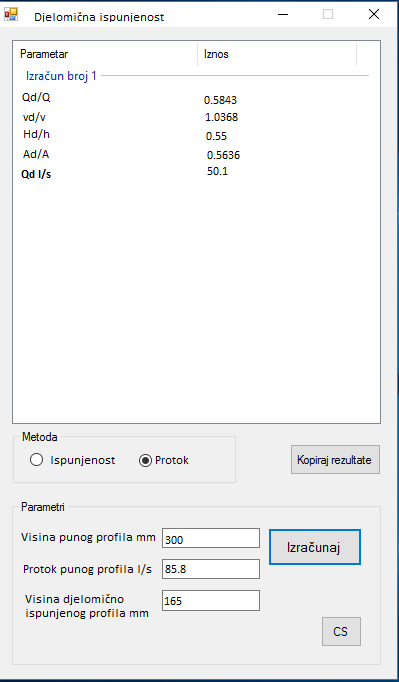 Djelomična ispunjenost
Parametar Iznos
Izračun broj 1
Qd/Q 0.5843
vd/v 1.0368
Hd/h 0.55
Ad/A 0.5636
Qd l/s 50.1
Metoda
Ispunjenost Protok
Kopiraj rezultate
Parametri
Visina punog profila mm 300
Izračunaj
Protok punog profila l/s 85.8
Visina djelomično
ispunjenog profila mm 165
CS